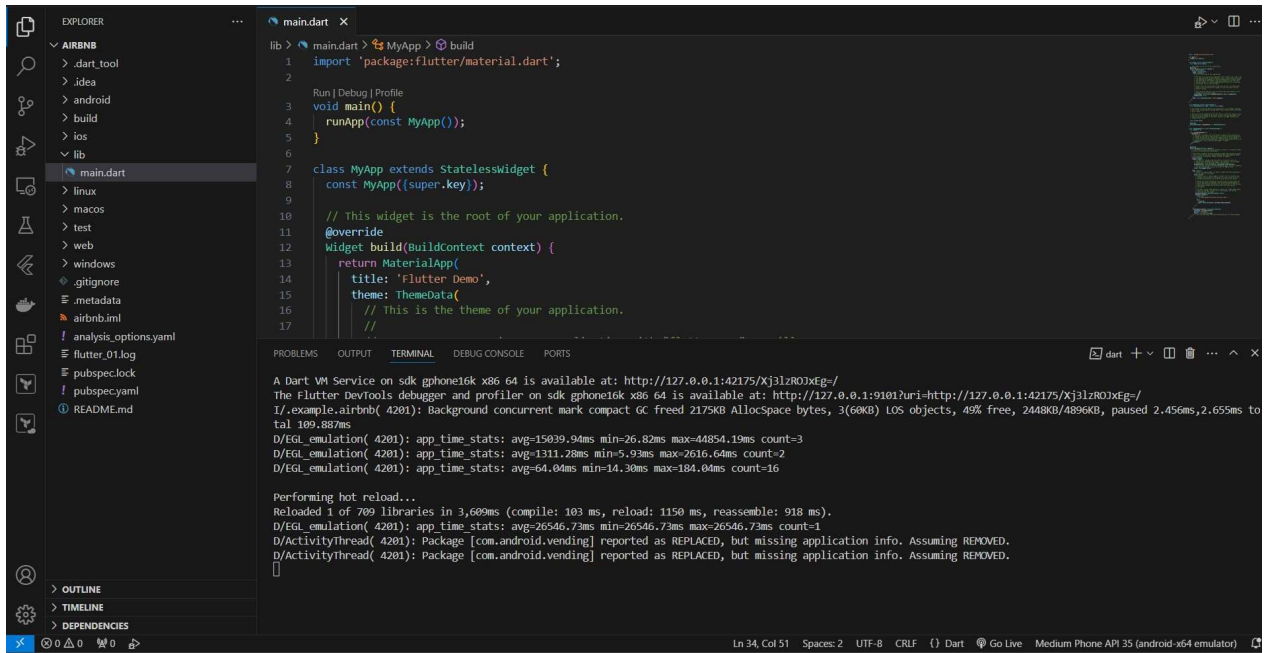 EXPLORER
AIRBNB
.dart_tool
.idea
android
build
ios
lib
main.dart
linux
macos
test
web
windows
.gitignore
.metadata
airbnb.iml
analysis_options.yaml
flutter_01.log
pubspec.lock
pubspec.yaml
README.md
OUTLINE
TIMELINE
DEPENDENCIES
main.dart
lib > main.dart > MyApp > build
1 import 'package:flutter/material.dart';
2
Run | Debug | Profile
3 void main() {
4 runApp(const MyApp());
5 }
6
7 class MyApp extends StatelessWidget {
8 const MyApp({super.key});
9
10 // This widget is the root of your application.
11 @override
12 Widget build(BuildContext context) {
13 return MaterialApp(
14 title: 'Flutter Demo',
15 theme: ThemeData(
16 // This is the theme of your application.
17 //
PROBLEMS OUTPUT TERMINAL DEBUG CONSOLE PORTS
dart
A Dart VM Service on sdk gphone16k x86 64 is available at: http://127.0.0.1:42175/Xj3lzROJxEg=/
The Flutter DevTools debugger and profiler on sdk gphone16k x86 64 is available at: http://127.0.0.1:9101?uri=http://127.0.0.1:42175/Xj3lzROJxEg=/
I/.example.airbnb( 4201): Background concurrent mark compact GC freed 2175KB AllocSpace bytes, 3(60KB) LOS objects, 49% free, 2448KB/4896KB, paused 2.456ms,2.655ms to
tal 109.887ms
D/EGL_emulation( 4201): app_time_stats: avg=15039.94ms min=26.82ms max=44854.19ms count=3
D/EGL_emulation( 4201): app_time_stats: avg=1311.28ms min=5.93ms max=2616.64ms count=2
D/EGL_emulation( 4201): app_time_stats: avg=64.04ms min=14.30ms max=184.04ms count=16
Performing hot reload...
Reloaded 1 of 709 libraries in 3,609ms (compile: 103 ms, reload: 1150 ms, reassemble: 918 ms).
D/EGL_emulation( 4201): app_time_stats: avg=26546.73ms min=26546.73ms max=26546.73ms count=1
D/ActivityThread( 4201): Package [com.android.vending] reported as REPLACED, but missing application info. Assuming REMOVED.
D/ActivityThread( 4201): Package [com.android.vending] reported as REPLACED, but missing application info. Assuming REMOVED.
0 0 0 Ln 34, Col 51 Spaces: 2 UTF-8 CRLF {} Dart Go Live Medium Phone API 35 (android-x64 emulator)